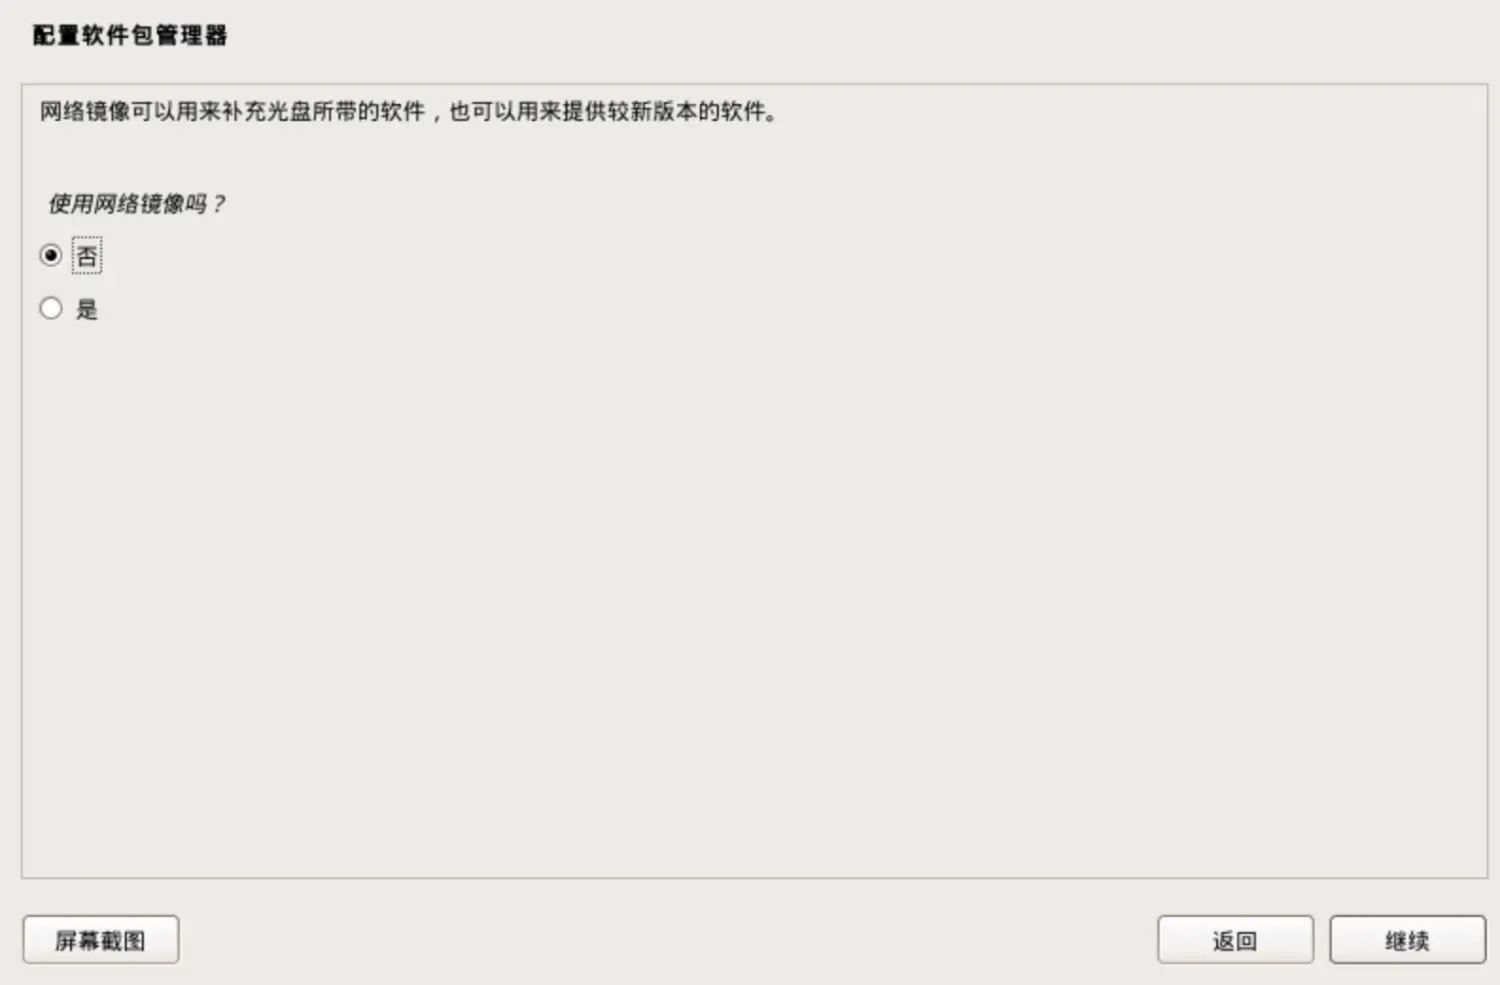 配置软件包管理器
网络镜像可以用来补充光盘所带的软件，也可以用来提供较新版本的软件。
使用网络镜像吗？
否
是
屏幕截图
返回
继续